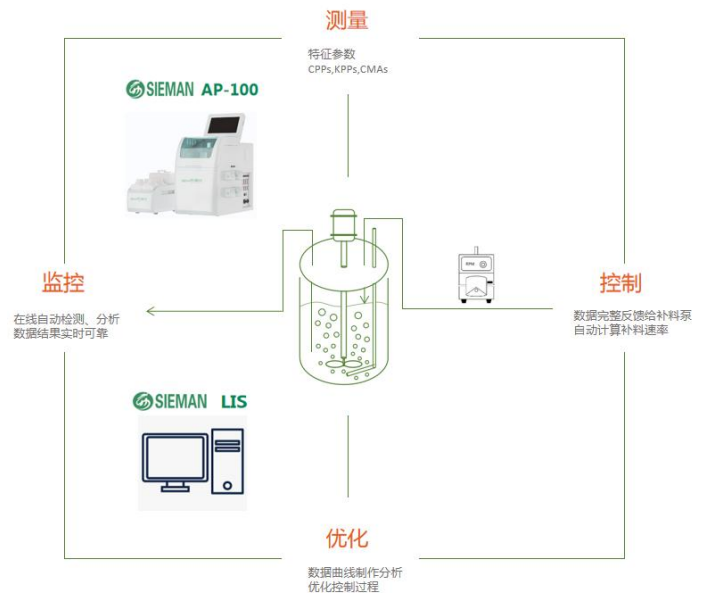 测量
特征参数
CPPs,KPPs,CMAs
SIEMAN AP-100
监控
在线自动检测、分析
数据结果实时可靠
控制
数据完整反馈给补料泵
自动计算补料速率
SIEMAN LIS
优化
数据曲线制作分析
优化控制过程